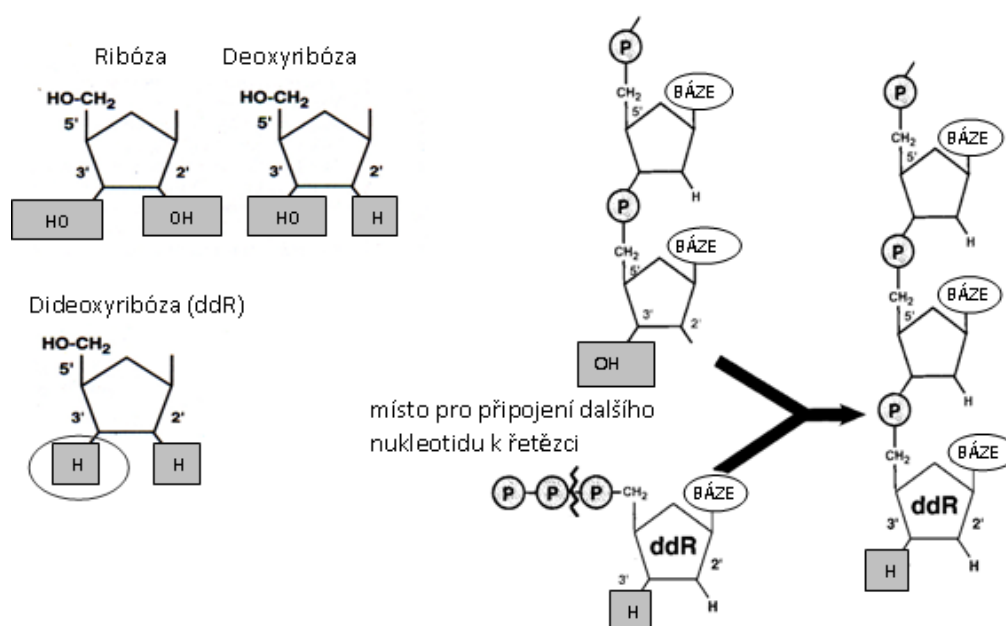 Ribóza
Deoxyribóza
HO-CH2
5'
3'
2'
HO
OH
HO-CH2
5'
3'
2'
HO
H
Dideoxyribóza (ddR)
HO-CH2
5'
3'
2'
H
H
P
CH2
BÁZE
5'
H
P
CH2
BÁZE
5'
3'
2'
OH
místo pro připojení dalšího
nukleotidu k řetězci
P
P
P
CH2
BÁZE
ddR
3'
2'
H
H
P
CH2
BÁZE
5'
H
P
CH2
BÁZE
5'
H
P
CH2
BÁZE
ddR
3'
2'
H
H